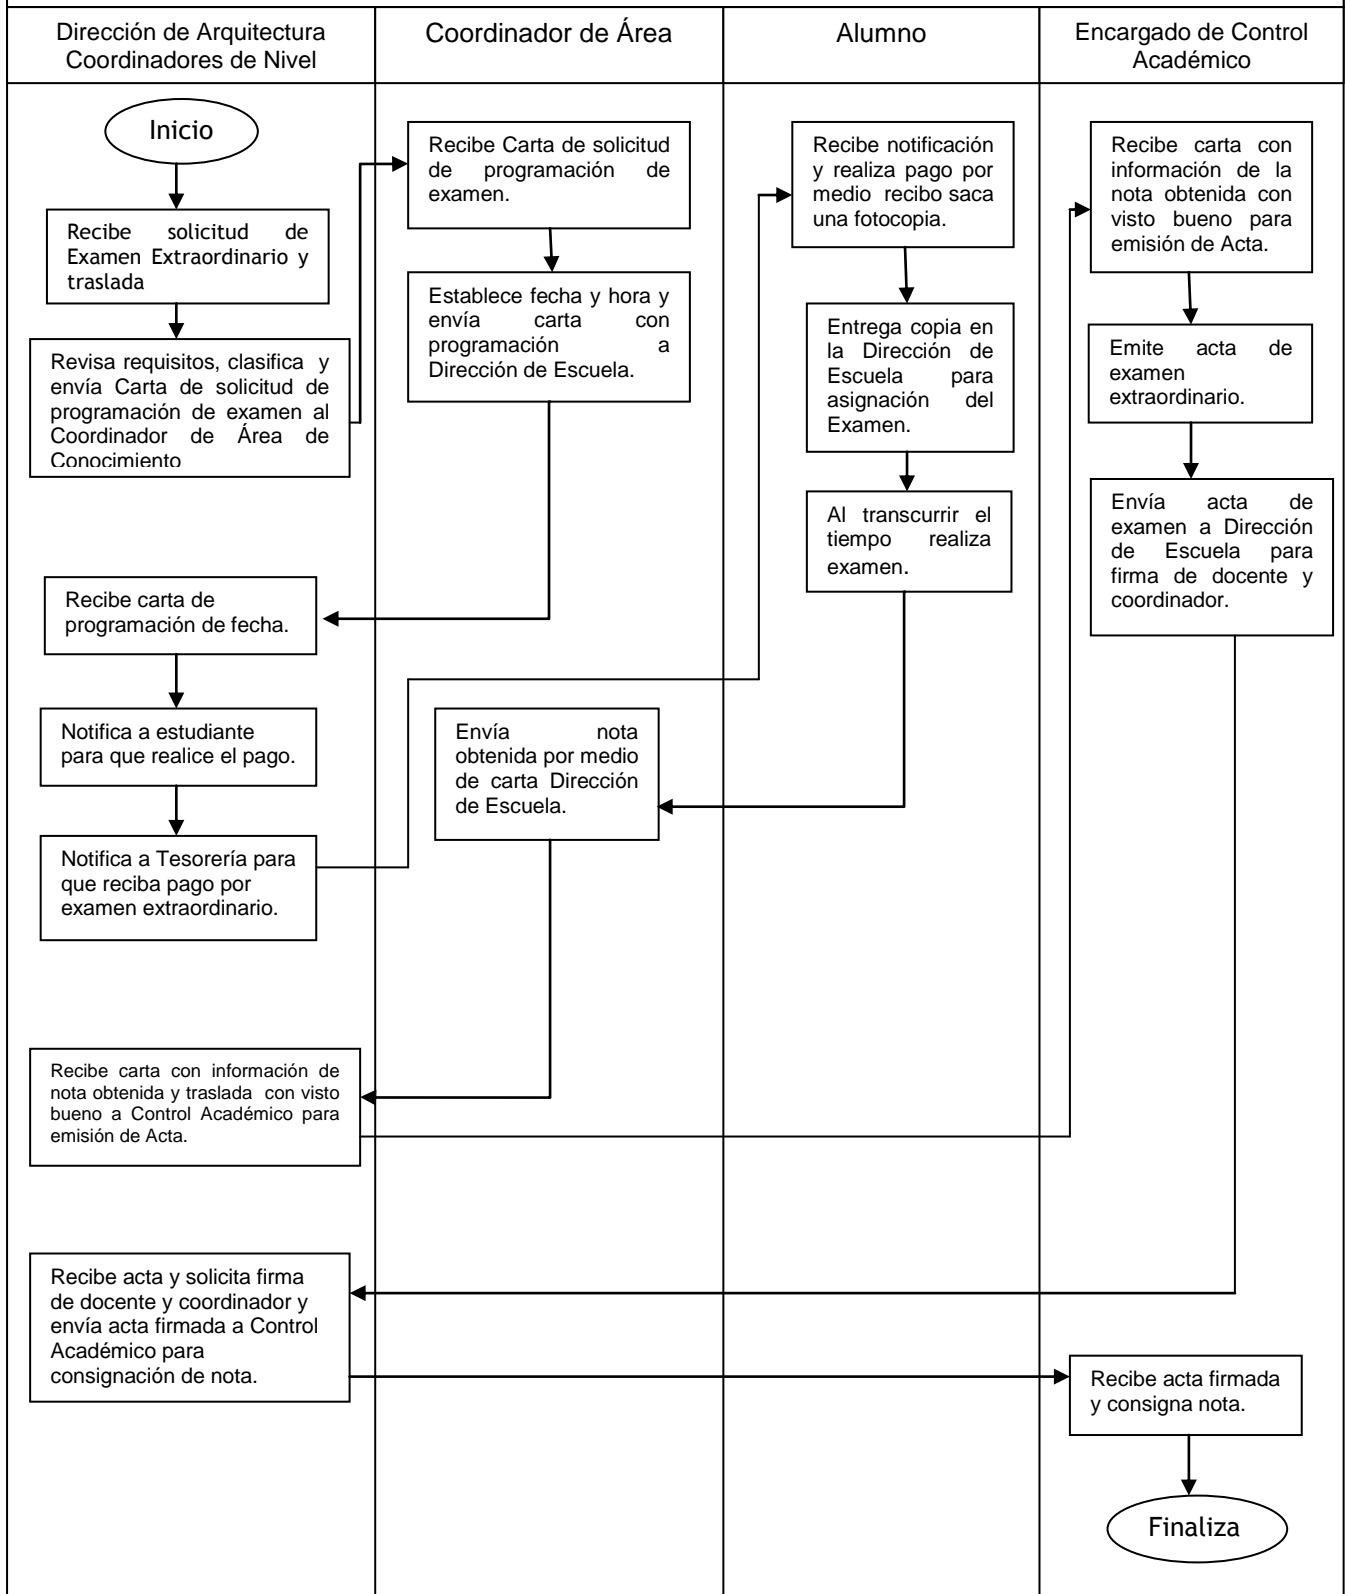 Dirección de Arquitectura
Coordinadores de Nivel
Coordinador de Área
Alumno
Encargado de Control
Académico
Inicio
Recibe solicitud de
Examen Extraordinario y
traslada
Revisa requisitos, clasifica y
envía Carta de solicitud de
programación de examen al
Coordinador de Área de
Conocimiento
Recibe Carta de solicitud
de programación de
examen.
Establece fecha y hora y
envía carta con
programación a
Dirección de Escuela.
Recibe carta de
programación de fecha.
Notifica a estudiante
para que realice el pago.
Notifica a Tesorería para
que reciba pago por
examen extraordinario.
Recibe notificación
y realiza pago por
medio recibo saca
una fotocopia.
Entrega copia en
la Dirección de
Escuela para
asignación del
Examen.
Al transcurrir el
tiempo realiza
examen.
Envía nota
obtenida por medio
de carta Dirección
de Escuela.
Recibe carta con información de
nota obtenida y traslada con visto
bueno a Control Académico para
emisión de Acta.
Recibe carta con
información de la
nota obtenida con
visto bueno para
emisión de Acta.
Emite acta de
examen
extraordinario.
Envía acta de
examen a Dirección
de Escuela para
firma de docente y
coordinador.
Recibe acta y solicita firma
de docente y coordinador y
envía acta firmada a Control
Académico para
consignación de nota.
Recibe acta firmada
y consigna nota.
Finaliza